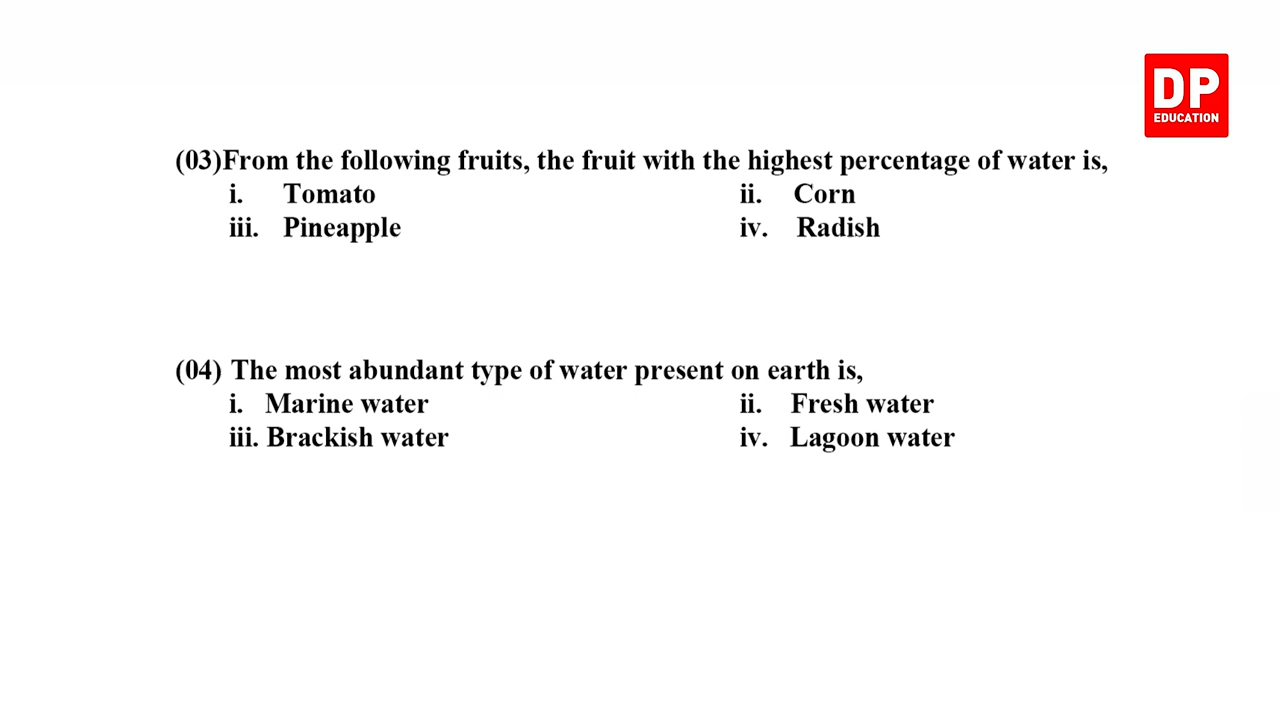 DP
EDUCATION
(03)From the following fruits, the fruit with the highest percentage of water is,
i. Tomato ii. Corn
iii. Pineapple iv. Radish
(04) The most abundant type of water present on earth is,
i. Marine water ii. Fresh water
iii. Brackish water iv. Lagoon water